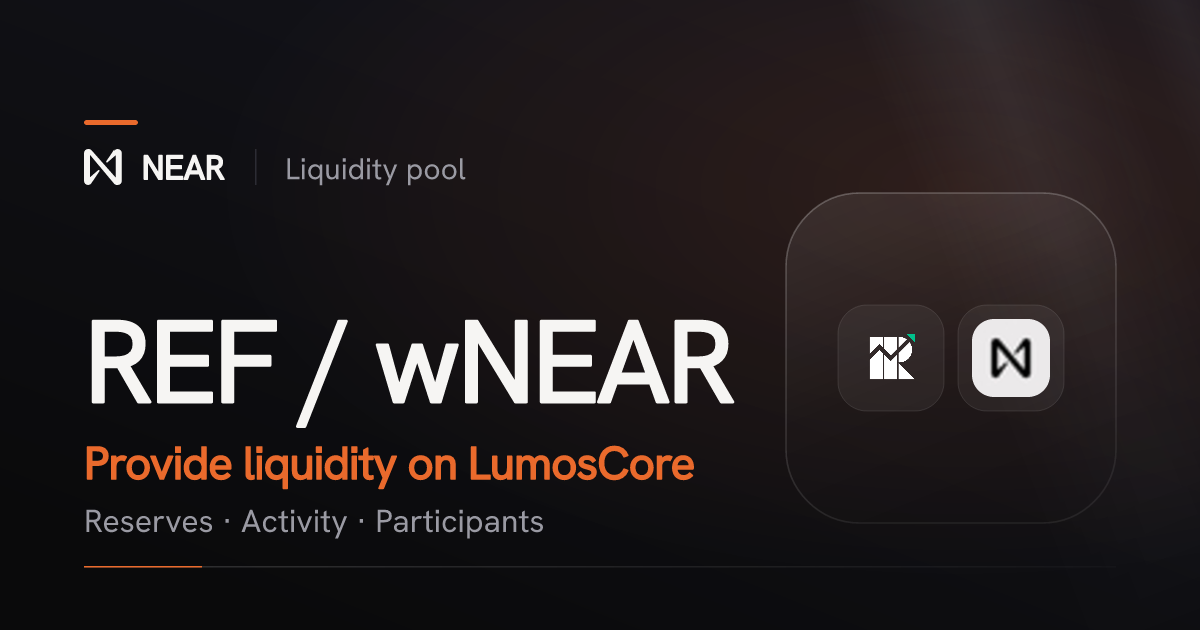 NEAR | Liquidity pool
REF / wNEAR
Provide liquidity on LumosCore
Reserves · Activity · Participants